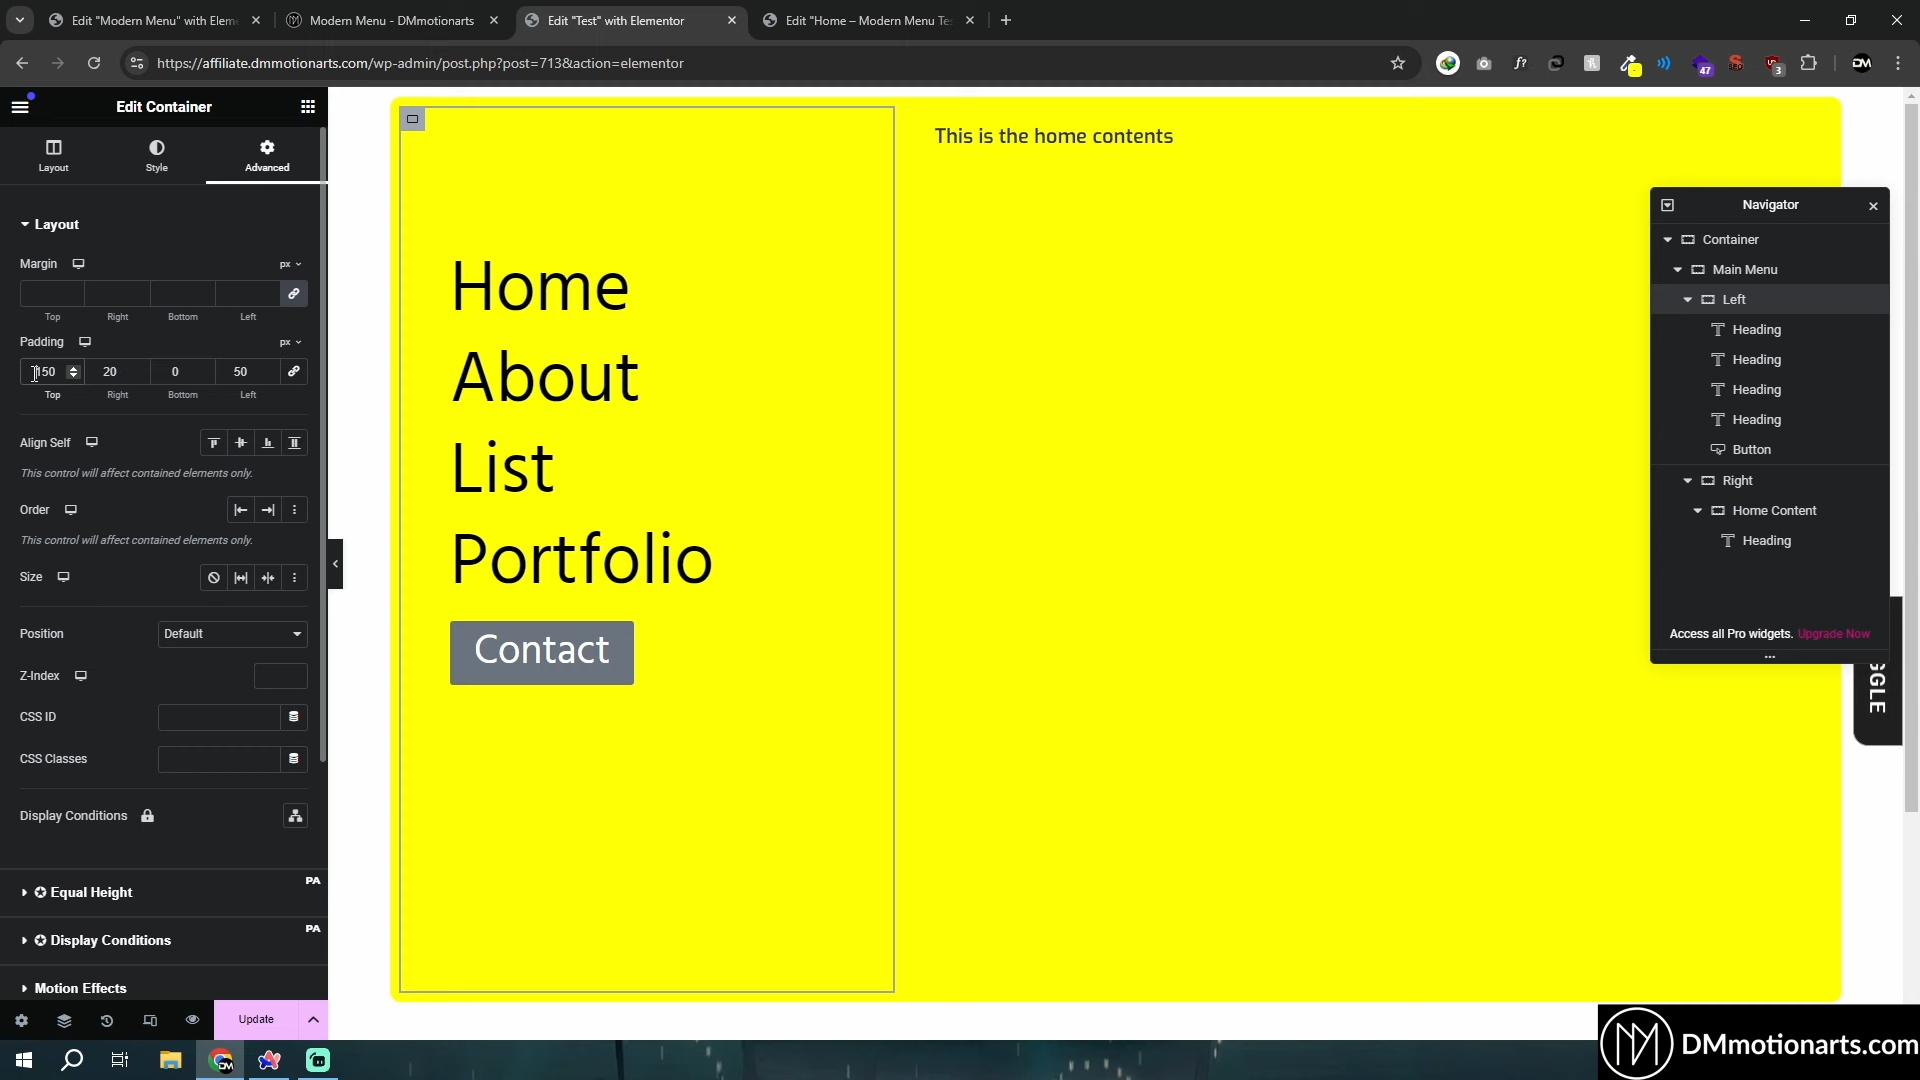 Edit "Modern Menu" with Eleme
Modern Menu - DMmotionarts
Edit "Test" with Elementor
Edit "Home – Modern Menu Te
https://affiliate.dmmotionarts.com/wp-admin/post.php?post=713&action=elementor
47
3
DM
Edit Container
Layout
Style
Advanced
Layout
Margin
px
Top
Right
Bottom
Left
Padding
px
150
20
0
50
Top
Right
Bottom
Left
Align Self
This control will affect contained elements only.
Order
This control will affect contained elements only.
Size
Position
Default
Z-Index
CSS ID
CSS Classes
Display Conditions
PA
Equal Height
PA
Display Conditions
Motion Effects
Update
This is the home contents
Home
About
List
Portfolio
Contact
Navigator
Container
Main Menu
Left
Heading
Heading
Heading
Heading
Button
Right
Home Content
Heading
Access all Pro widgets. Upgrade Now
GGLE
DMmotionarts.com